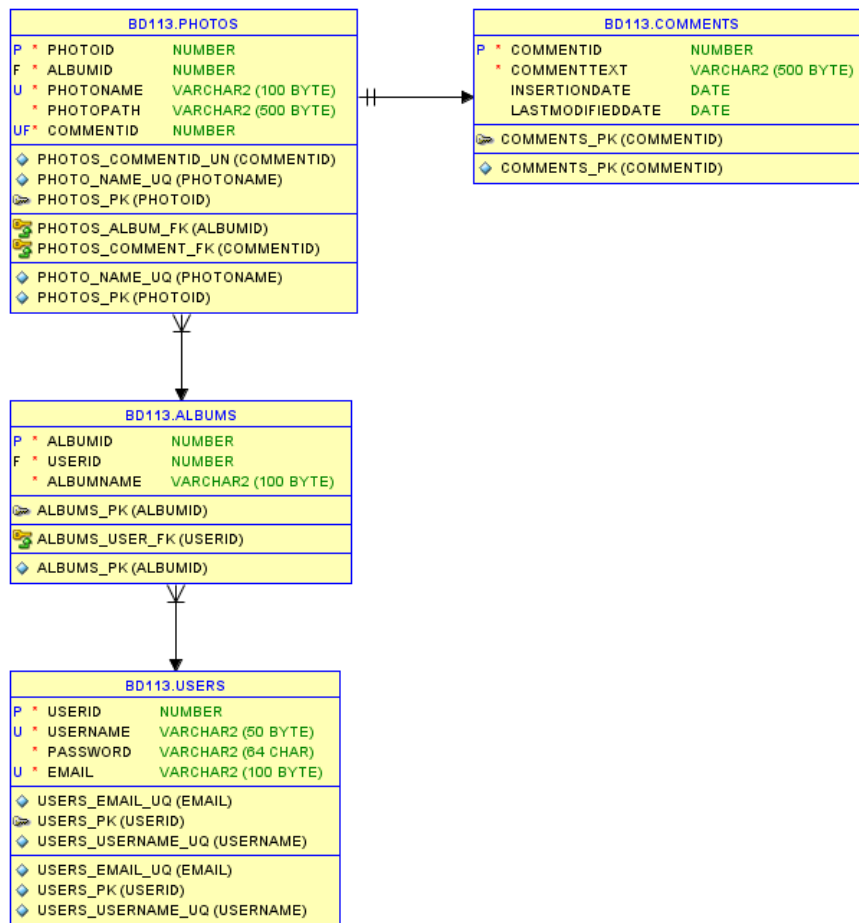 BD113.PHOTOS
P * PHOTOID NUMBER
F * ALBUMID NUMBER
U * PHOTONAME VARCHAR2 (100 BYTE)
* PHOTOPATH VARCHAR2 (500 BYTE)
UF* COMMENTID NUMBER
PHOTOS_COMMENTID_UN (COMMENTID)
PHOTO_NAME_UQ (PHOTONAME)
PHOTOS_PK (PHOTOID)
PHOTOS_ALBUM_FK (ALBUMID)
PHOTOS_COMMENT_FK (COMMENTID)
PHOTO_NAME_UQ (PHOTONAME)
PHOTOS_PK (PHOTOID)
BD113.COMMENTS
P * COMMENTID NUMBER
* COMMENTTEXT VARCHAR2 (500 BYTE)
INSERTIONDATE DATE
LASTMODIFIEDDATE DATE
COMMENTS_PK (COMMENTID)
COMMENTS_PK (COMMENTID)
BD113.ALBUMS
P * ALBUMID NUMBER
F * USERID NUMBER
* ALBUMNAME VARCHAR2 (100 BYTE)
ALBUMS_PK (ALBUMID)
ALBUMS_USER_FK (USERID)
ALBUMS_PK (ALBUMID)
BD113.USERS
P * USERID NUMBER
U * USERNAME VARCHAR2 (50 BYTE)
* PASSWORD VARCHAR2 (64 CHAR)
U * EMAIL VARCHAR2 (100 BYTE)
USERS_EMAIL_UQ (EMAIL)
USERS_PK (USERID)
USERS_USERNAME_UQ (USERNAME)
USERS_EMAIL_UQ (EMAIL)
USERS_PK (USERID)
USERS_USERNAME_UQ (USERNAME)